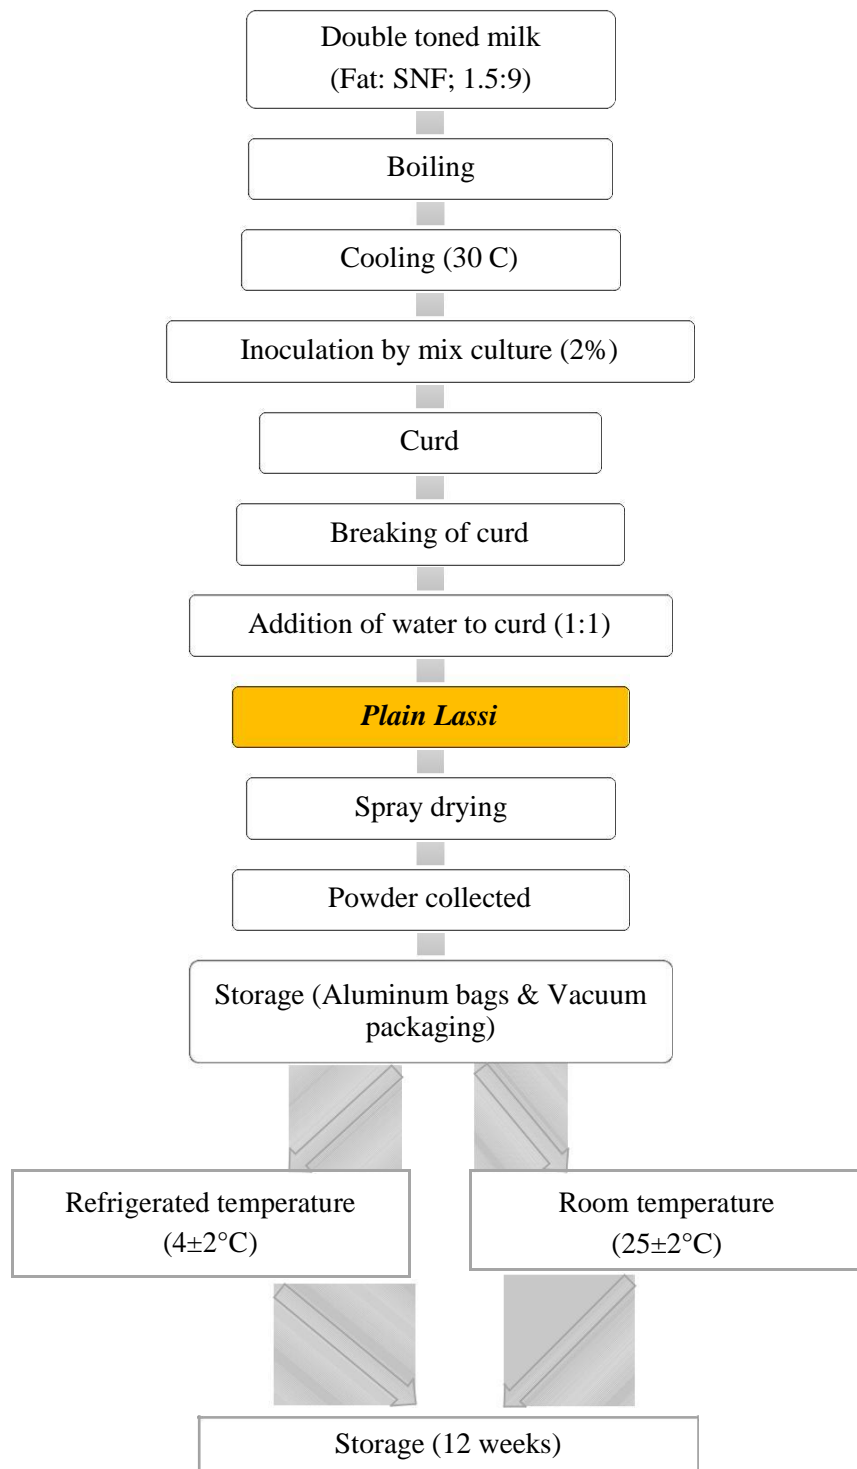 Double toned milk
(Fat: SNF; 1.5:9)
Boiling
Cooling (30 C)
Inoculation by mix culture (2%)
Curd
Breaking of curd
Addition of water to curd (1:1)
Plain Lassi
Spray drying
Powder collected
Storage (Aluminum bags & Vacuum
packaging)
Refrigerated temperature
(4±2°C)
Room temperature
(25±2°C)
Storage (12 weeks)